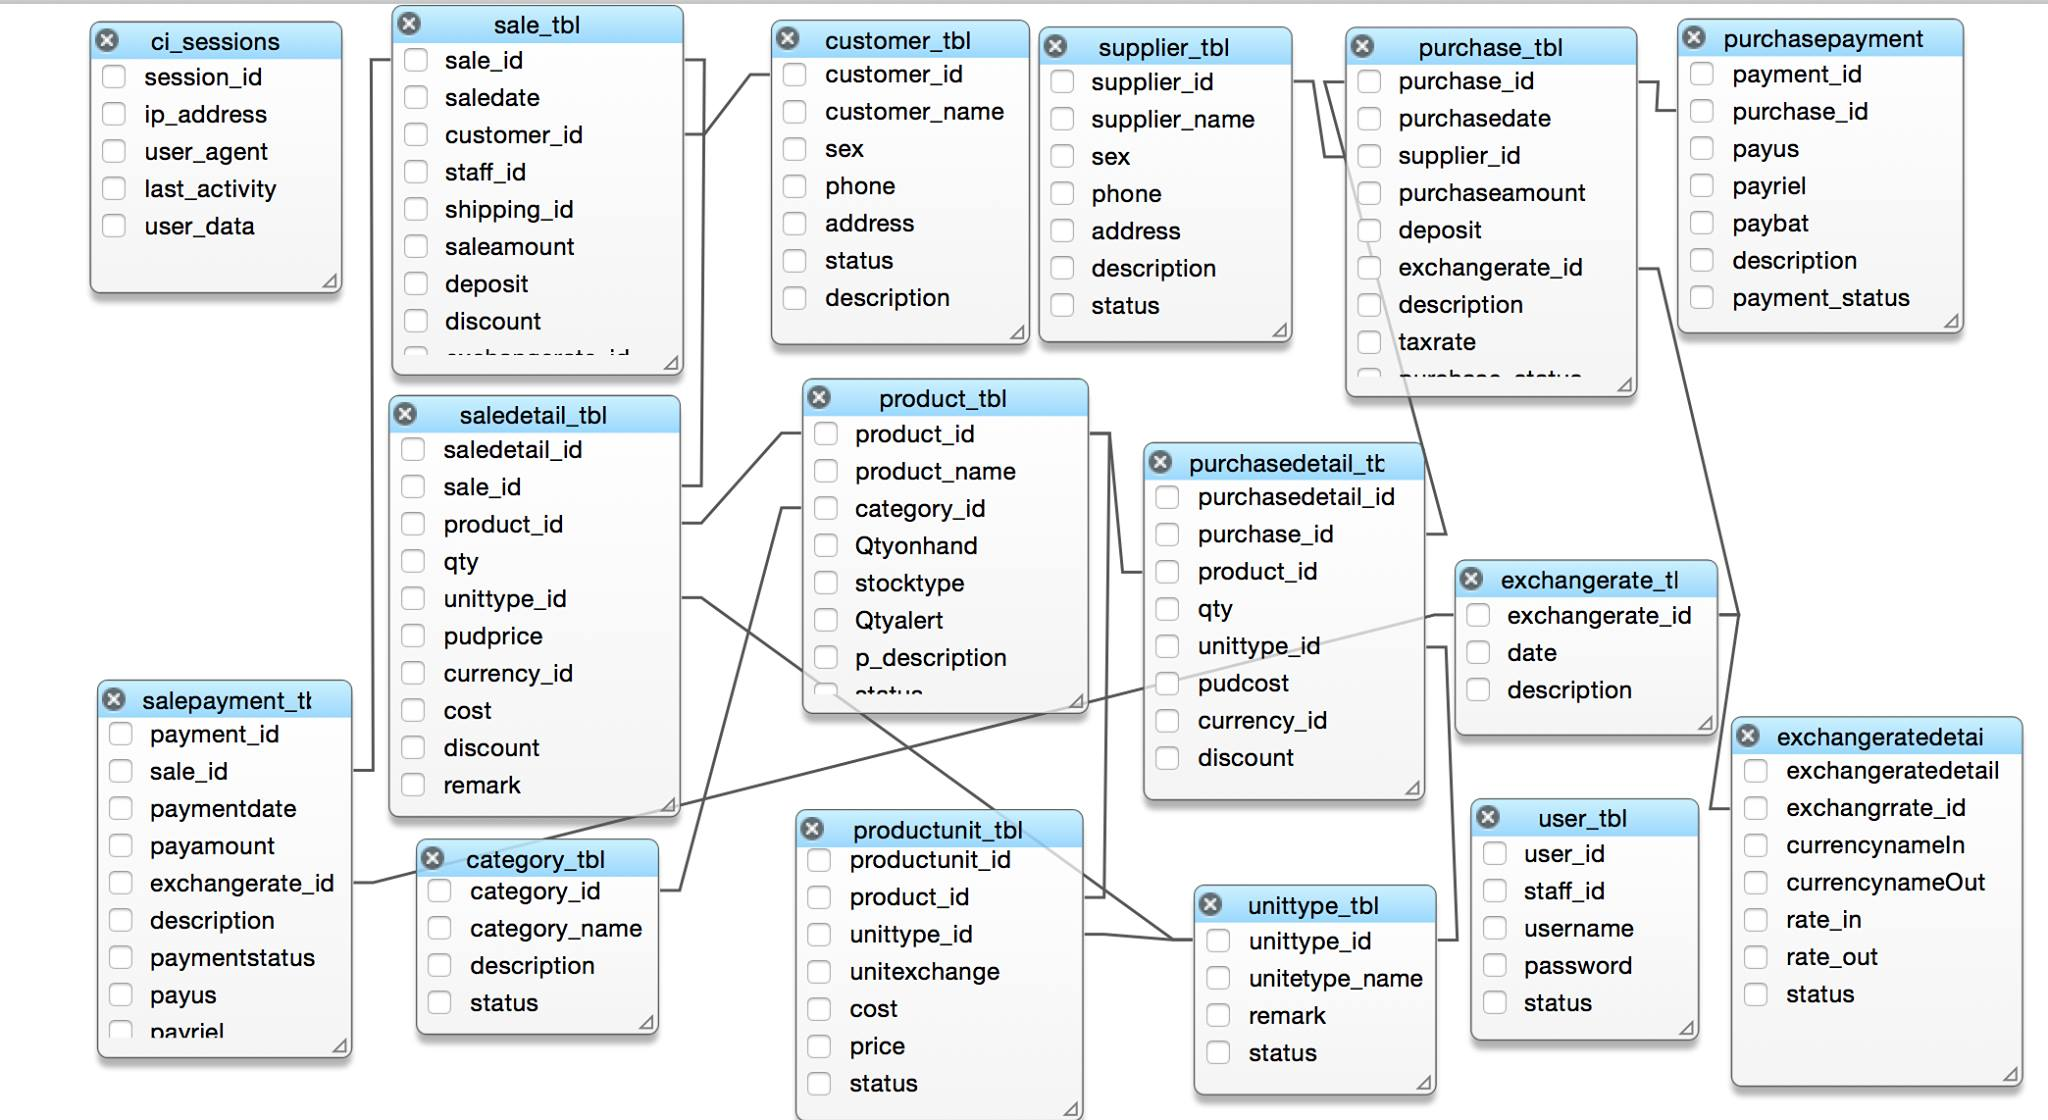 ci_sessions
session_id
ip_address
user_agent
last_activity
user_data
sale_tbl
sale_id
saledate
customer_id
staff_id
shipping_id
saleamount
deposit
discount
exchangerate_id
customer_tbl
customer_id
customer_name
sex
phone
address
status
description
supplier_tbl
supplier_id
supplier_name
sex
phone
address
description
status
purchase_tbl
purchase_id
purchasedate
supplier_id
purchaseamount
deposit
exchangerate_id
description
taxrate
purchase_status
purchasepayment
payment_id
purchase_id
payus
payriel
paybat
description
payment_status
saledetail_tbl
saledetail_id
sale_id
product_id
qty
unittype_id
pudprice
currency_id
cost
discount
remark
product_tbl
product_id
product_name
category_id
Qtyonhand
stocktype
Qtyalert
p_description
status
purchasedetail_tb
purchasedetail_id
purchase_id
product_id
qty
unittype_id
pudcost
currency_id
discount
exchangerate_tl
exchangerate_id
date
description
salepayment_tb
payment_id
sale_id
paymentdate
payamount
exchangerate_id
description
paymentstatus
payus
payriel
category_tbl
category_id
category_name
description
status
productunit_tbl
productunit_id
product_id
unittype_id
unitexchange
cost
price
status
unittype_tbl
unittype_id
unitetype_name
remark
status
user_tbl
user_id
staff_id
username
password
status
exchangeratedetai
exchangeratedetail
exchangrrate_id
currencynameIn
currencynameOut
rate_in
rate_out
status